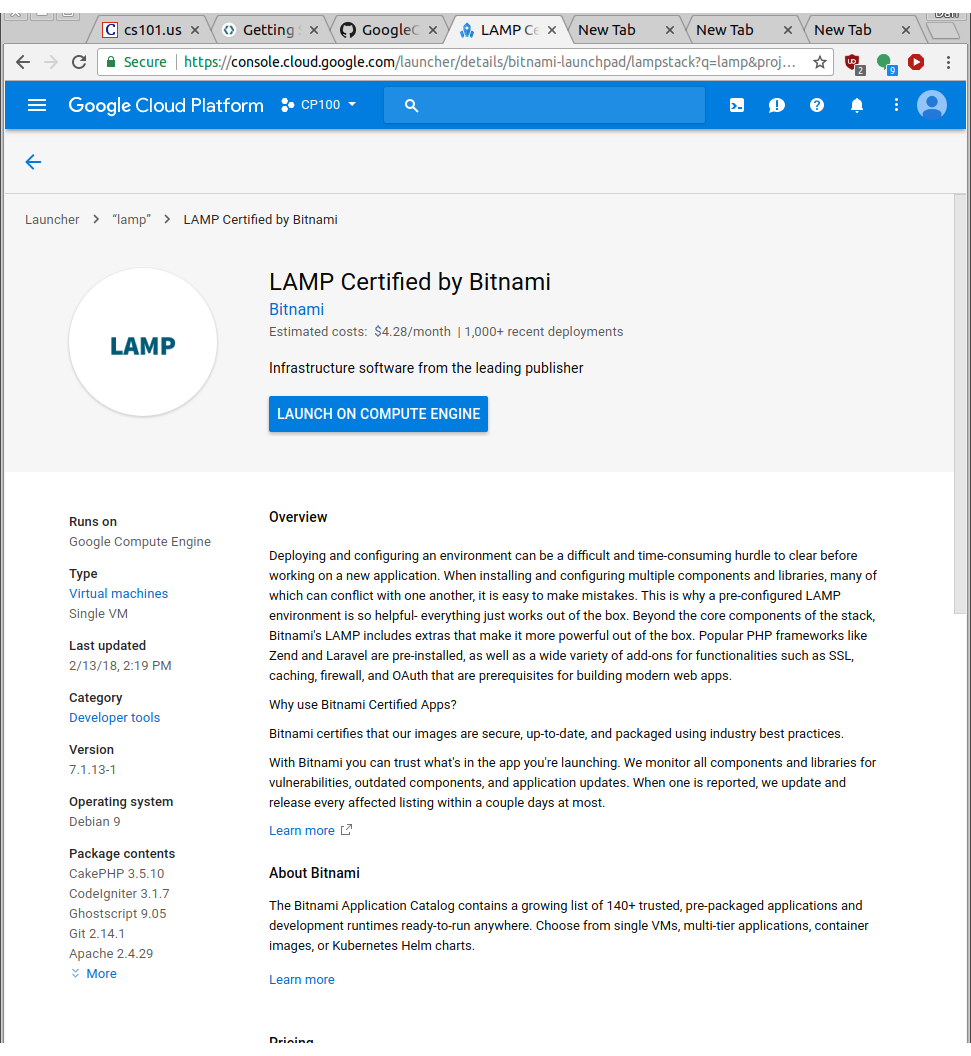 cs101.us
Getting
GoogleC
LAMP Ce
New Tab
New Tab
New Tab
Dan
Secure
https://console.cloud.google.com/launcher/details/bitnami-launchpad/lampstack?q=lamp&proj...
2
9
Google Cloud Platform
CP100
Launcher > “lamp” > LAMP Certified by Bitnami
LAMP
LAMP Certified by Bitnami
Bitnami
Estimated costs: $4.28/month | 1,000+ recent deployments
Infrastructure software from the leading publisher
LAUNCH ON COMPUTE ENGINE
Runs on
Google Compute Engine
Type
Virtual machines
Single VM
Last updated
2/13/18, 2:19 PM
Category
Developer tools
Version
7.1.13-1
Operating system
Debian 9
Package contents
CakePHP 3.5.10
CodeIgniter 3.1.7
Ghostscript 9.05
Git 2.14.1
Apache 2.4.29
More
Overview
Deploying and configuring an environment can be a difficult and time-consuming hurdle to clear before
working on a new application. When installing and configuring multiple components and libraries, many of
which can conflict with one another, it is easy to make mistakes. This is why a pre-configured LAMP
environment is so helpful- everything just works out of the box. Beyond the core components of the stack,
Bitnami's LAMP includes extras that make it more powerful out of the box. Popular PHP frameworks like
Zend and Laravel are pre-installed, as well as a wide variety of add-ons for functionalities such as SSL,
caching, firewall, and OAuth that are prerequisites for building modern web apps.
Why use Bitnami Certified Apps?
Bitnami certifies that our images are secure, up-to-date, and packaged using industry best practices.
With Bitnami you can trust what's in the app you're launching. We monitor all components and libraries for
vulnerabilities, outdated components, and application updates. When one is reported, we update and
release every affected listing within a couple days at most.
Learn more
About Bitnami
The Bitnami Application Catalog contains a growing list of 140+ trusted, pre-packaged applications and
development runtimes ready-to-run anywhere. Choose from single VMs, multi-tier applications, container
images, or Kubernetes Helm charts.
Learn more
Pricing